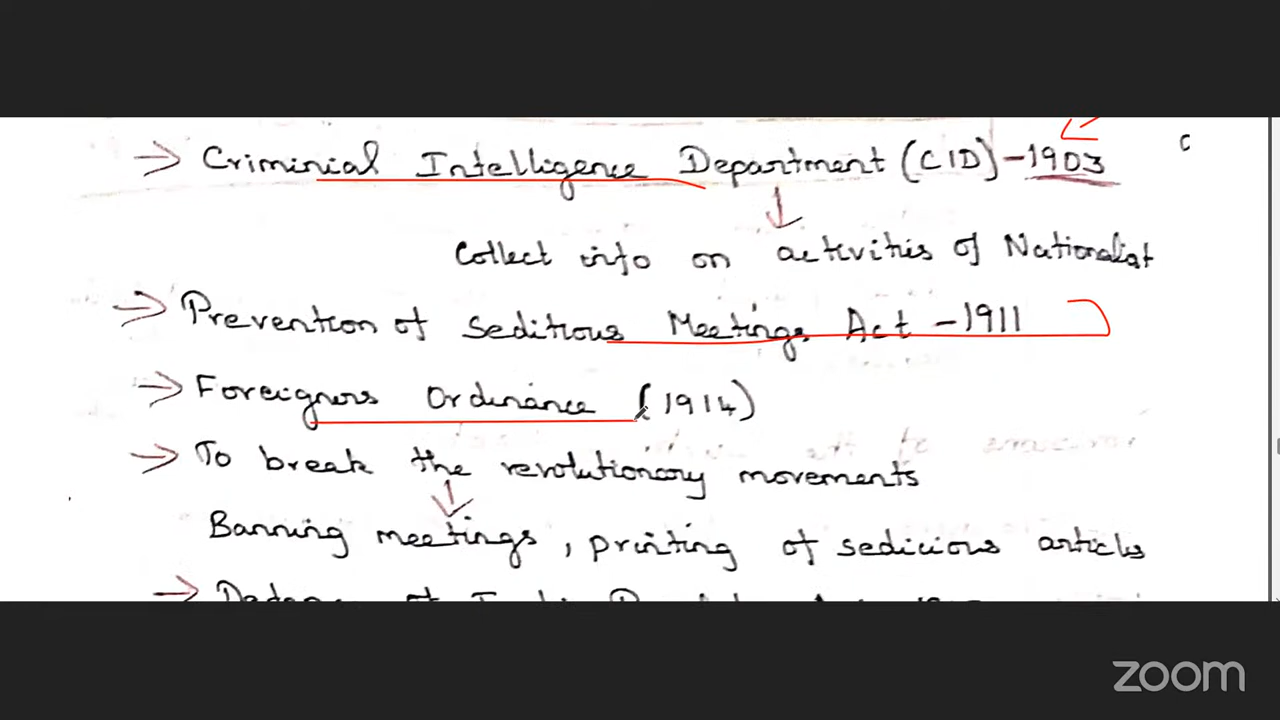 → Criminial Intelligence Department (CID) - 1903
Collect info on activities of Nationalist
→ Prevention of Seditious Meetings Act - 1911
→ Foreigners Ordinance (1914)
→ To break the revolutionary movements
Banning meetings, printing of sedicious articles
zoom